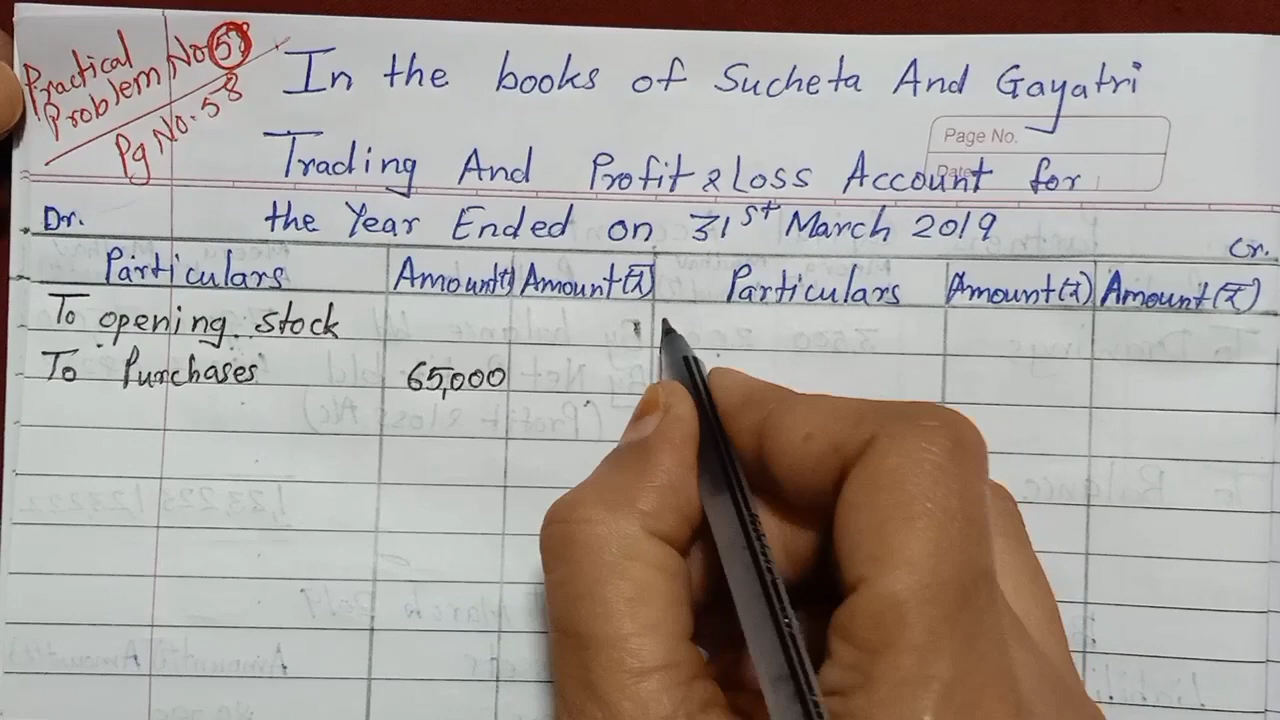 Practical Problem No 5
Pg No. 58
In the books of Sucheta And Gayatri
Page No.
Trading And Profit & Loss Account for
Date
Dr. the Year Ended on 31st March 2019 Cr.
Particulars Amount(₹) Amount(₹) Particulars Amount(₹) Amount(₹)
To opening stock
To Purchases 65,000